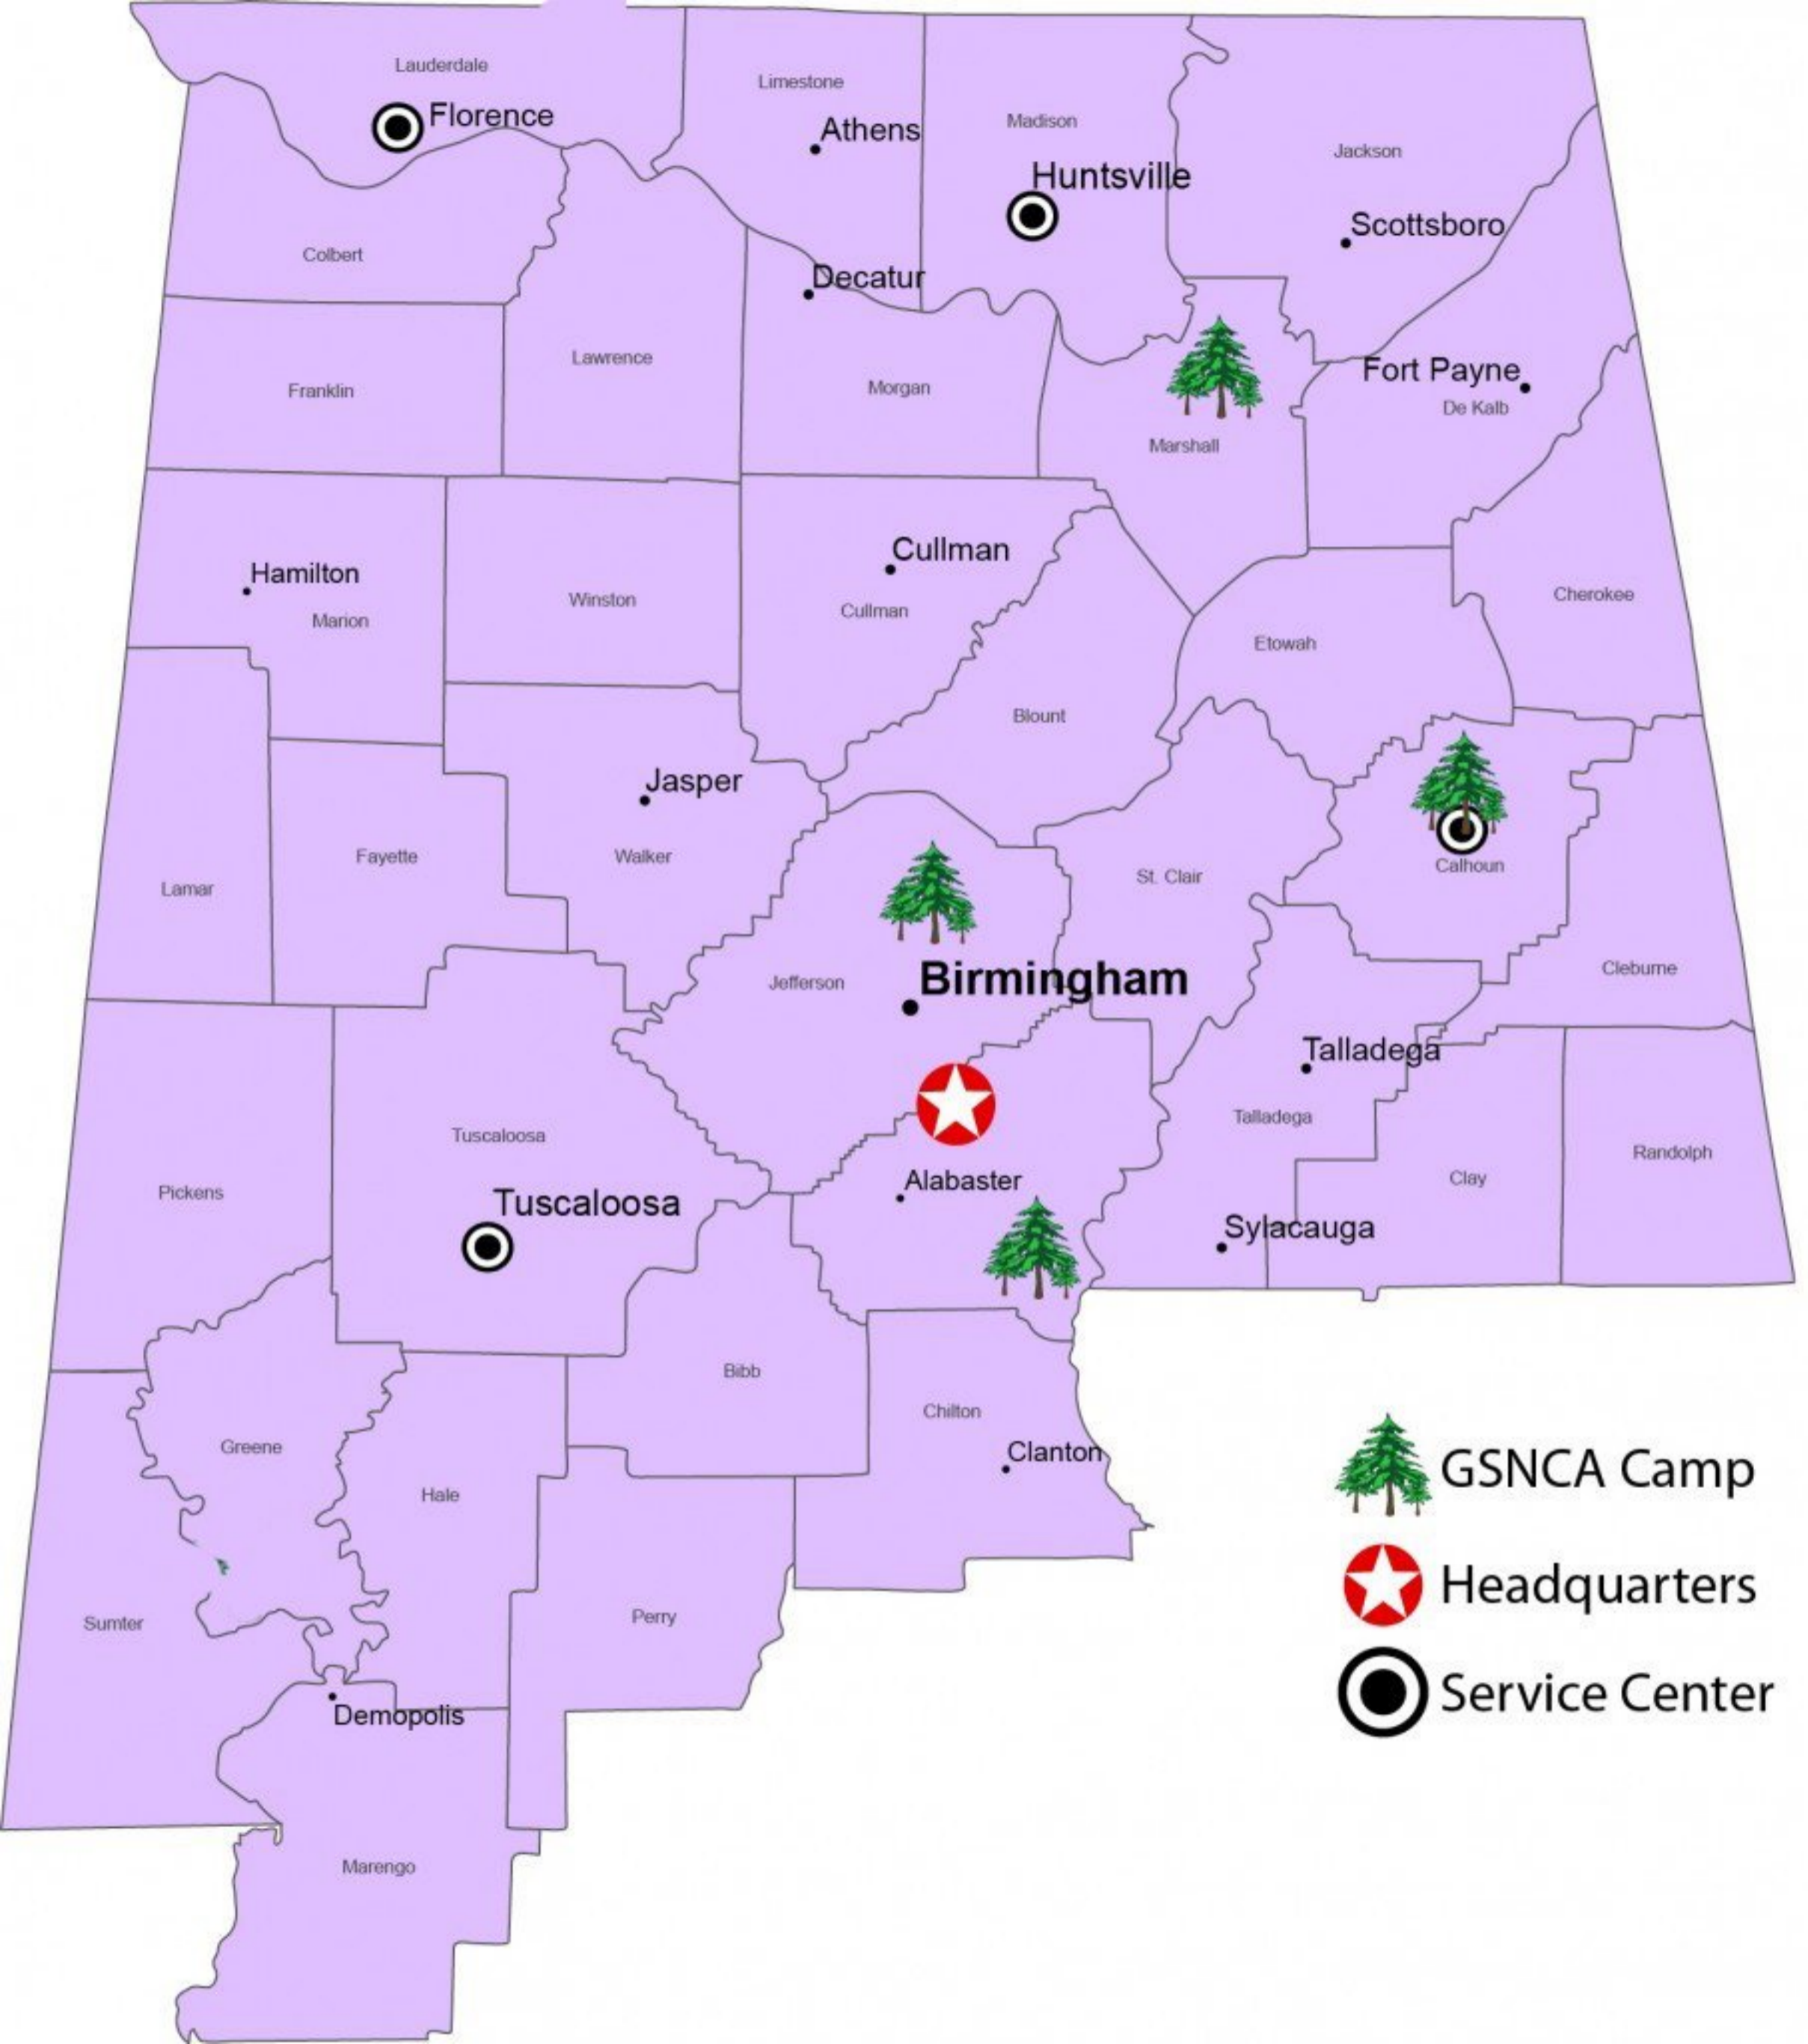 Lauderdale
Florence
Limestone
Athens
Madison
Huntsville
Jackson
Scottsboro
Colbert
Decatur
Franklin
Lawrence
Morgan
Marshall
Fort Payne
De Kalb
Hamilton
Marion
Winston
Cullman
Cullman
Blount
Etowah
Cherokee
Jasper
Walker
Fayette
Lamar
St. Clair
Calhoun
Jefferson
Birmingham
Cleburne
Talladega
Talladega
Tuscaloosa
Tuscaloosa
Pickens
Alabaster
Sylacauga
Clay
Randolph
Bibb
Chilton
Clanton
Greene
Hale
Sumter
Perry
Demopolis
Marengo
GSNCA Camp
Headquarters
Service Center